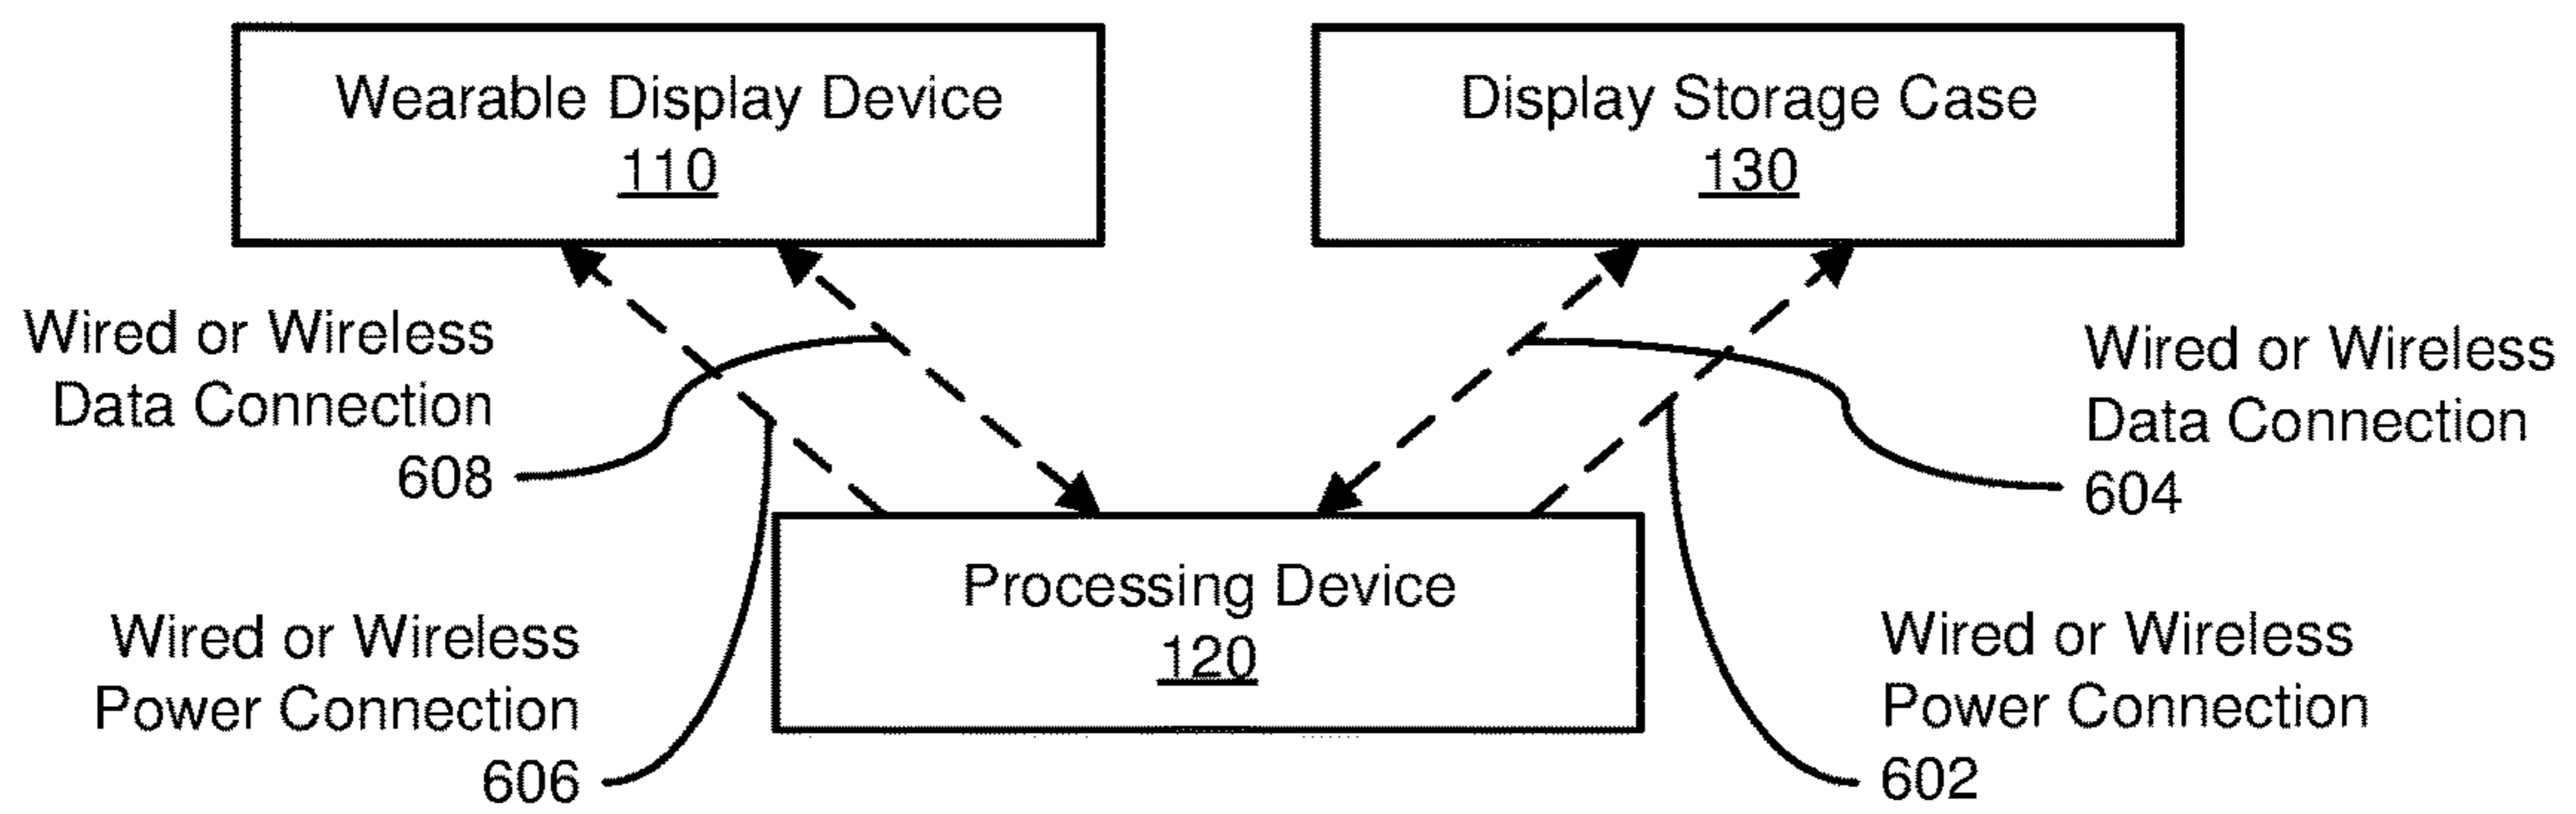 Wearable Display Device
110
Display Storage Case
130
Wired or Wireless
Data Connection
608
Wired or Wireless
Data Connection
604
Processing Device
120
Wired or Wireless
Power Connection
606
Wired or Wireless
Power Connection
602